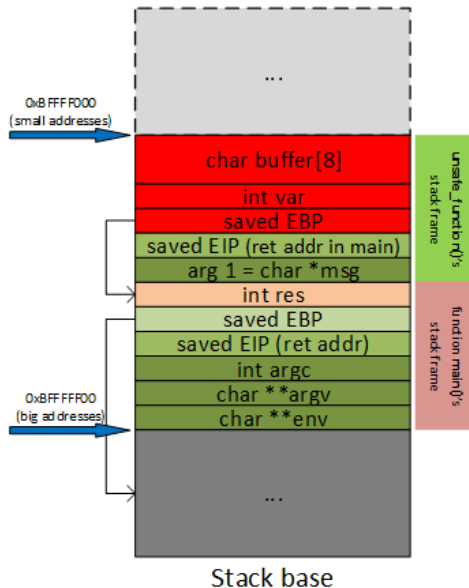 ...
0xBFFFF000
(small addresses)
char buffer[8]
int var
saved EBP
saved EIP (ret addr in main)
arg 1 = char *msg
unsafe_function()'s
stack frame
int res
saved EBP
saved EIP (ret addr)
int argc
char **argv
char **env
function main()'s
stack frame
0xBFFFFF00
(big addresses)
...
Stack base